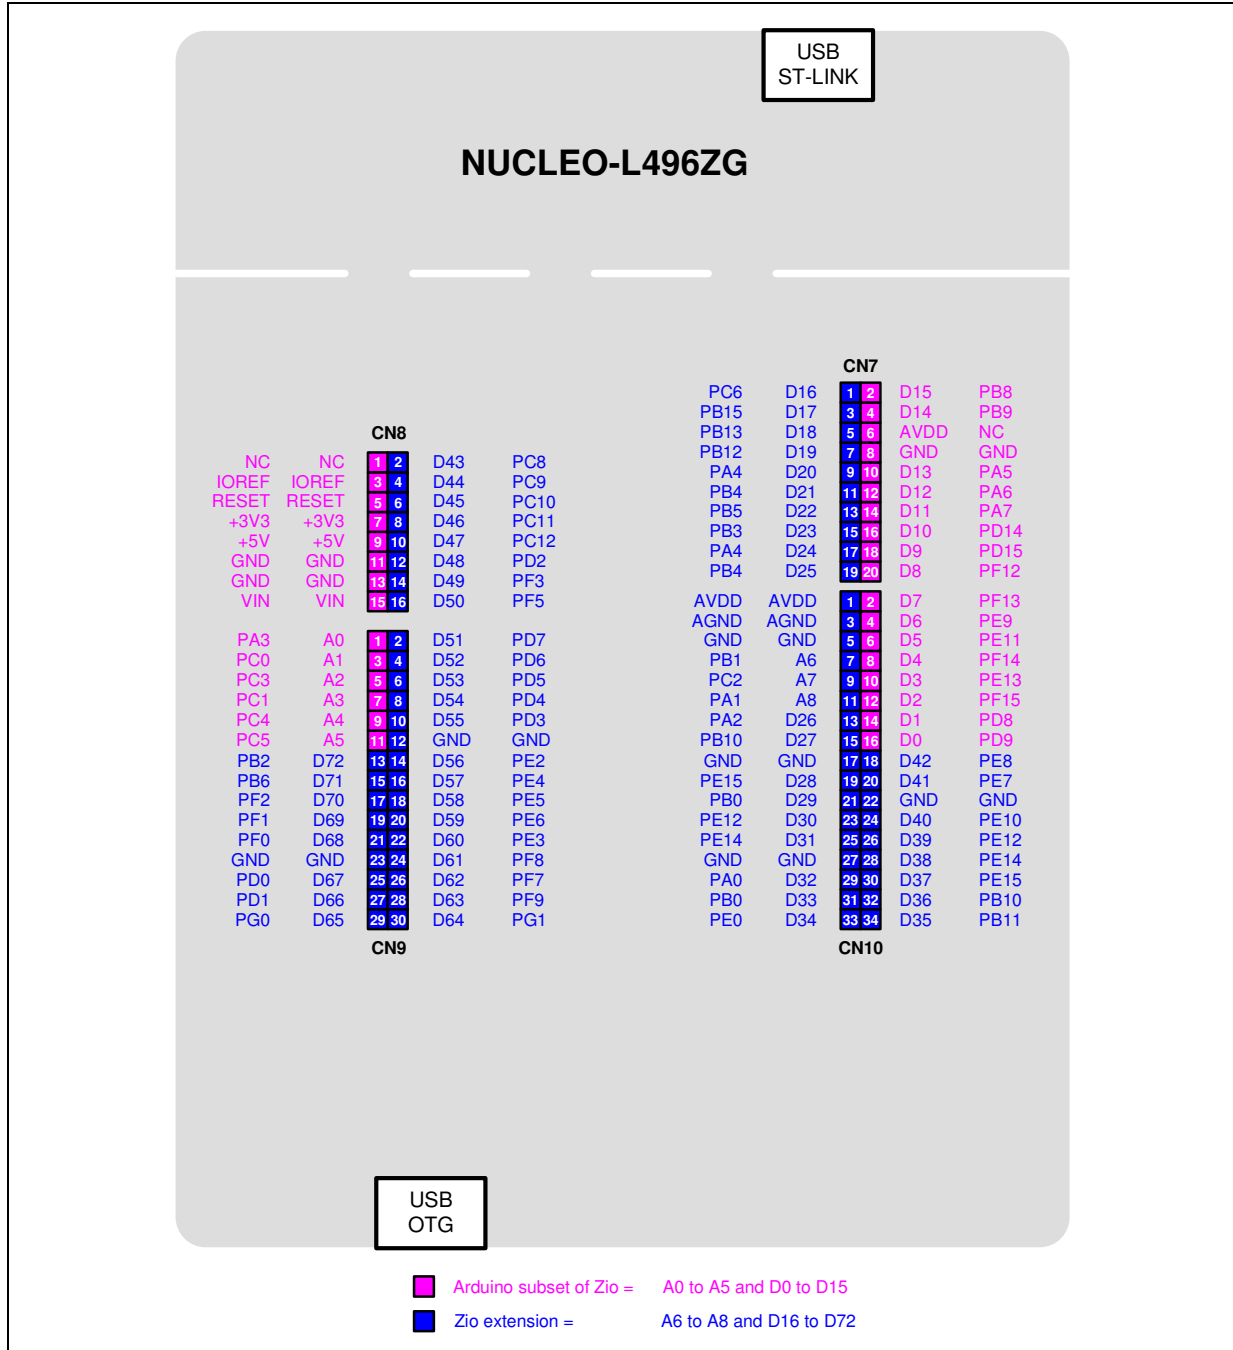 USB
ST-LINK
NUCLEO-L496ZG
CN8
NC NC 1 2 D43 PC8
IOREF IOREF 3 4 D44 PC9
RESET RESET 5 6 D45 PC10
+3V3 +3V3 7 8 D46 PC11
+5V +5V 9 10 D47 PC12
GND GND 11 12 D48 PD2
GND GND 13 14 D49 PF3
VIN VIN 15 16 D50 PF5
PA3 A0 1 2 D51 PD7
PC0 A1 3 4 D52 PD6
PC3 A2 5 6 D53 PD5
PC1 A3 7 8 D54 PD4
PC4 A4 9 10 D55 PD3
PC5 A5 11 12 GND GND
PB2 D72 13 14 D56 PE2
PB6 D71 15 16 D57 PE4
PF2 D70 17 18 D58 PE5
PF1 D69 19 20 D59 PE6
PF0 D68 21 22 D60 PE3
GND GND 23 24 D61 PF8
PD0 D67 25 26 D62 PF7
PD1 D66 27 28 D63 PF9
PG0 D65 29 30 D64 PG1
CN9
CN7
PC6 D16 1 2 D15 PB8
PB15 D17 3 4 D14 PB9
PB13 D18 5 6 AVDD NC
PB12 D19 7 8 GND GND
PA4 D20 9 10 D13 PA5
PB4 D21 11 12 D12 PA6
PB5 D22 13 14 D11 PA7
PB3 D23 15 16 D10 PD14
PA4 D24 17 18 D9 PD15
PB4 D25 19 20 D8 PF12
AVDD AVDD 1 2 D7 PF13
AGND AGND 3 4 D6 PE9
GND GND 5 6 D5 PE11
PB1 A6 7 8 D4 PF14
PC2 A7 9 10 D3 PE13
PA1 A8 11 12 D2 PF15
PA2 D26 13 14 D1 PD8
PB10 D27 15 16 D0 PD9
GND GND 17 18 D42 PE8
PE15 D28 19 20 D41 PE7
PB0 D29 21 22 GND GND
PE12 D30 23 24 D40 PE10
PE14 D31 25 26 D39 PE12
GND GND 27 28 D38 PE14
PA0 D32 29 30 D37 PE15
PB0 D33 31 32 D36 PB10
PE0 D34 33 34 D35 PB11
CN10
USB
OTG
Arduino subset of Zio = A0 to A5 and D0 to D15
Zio extension = A6 to A8 and D16 to D72